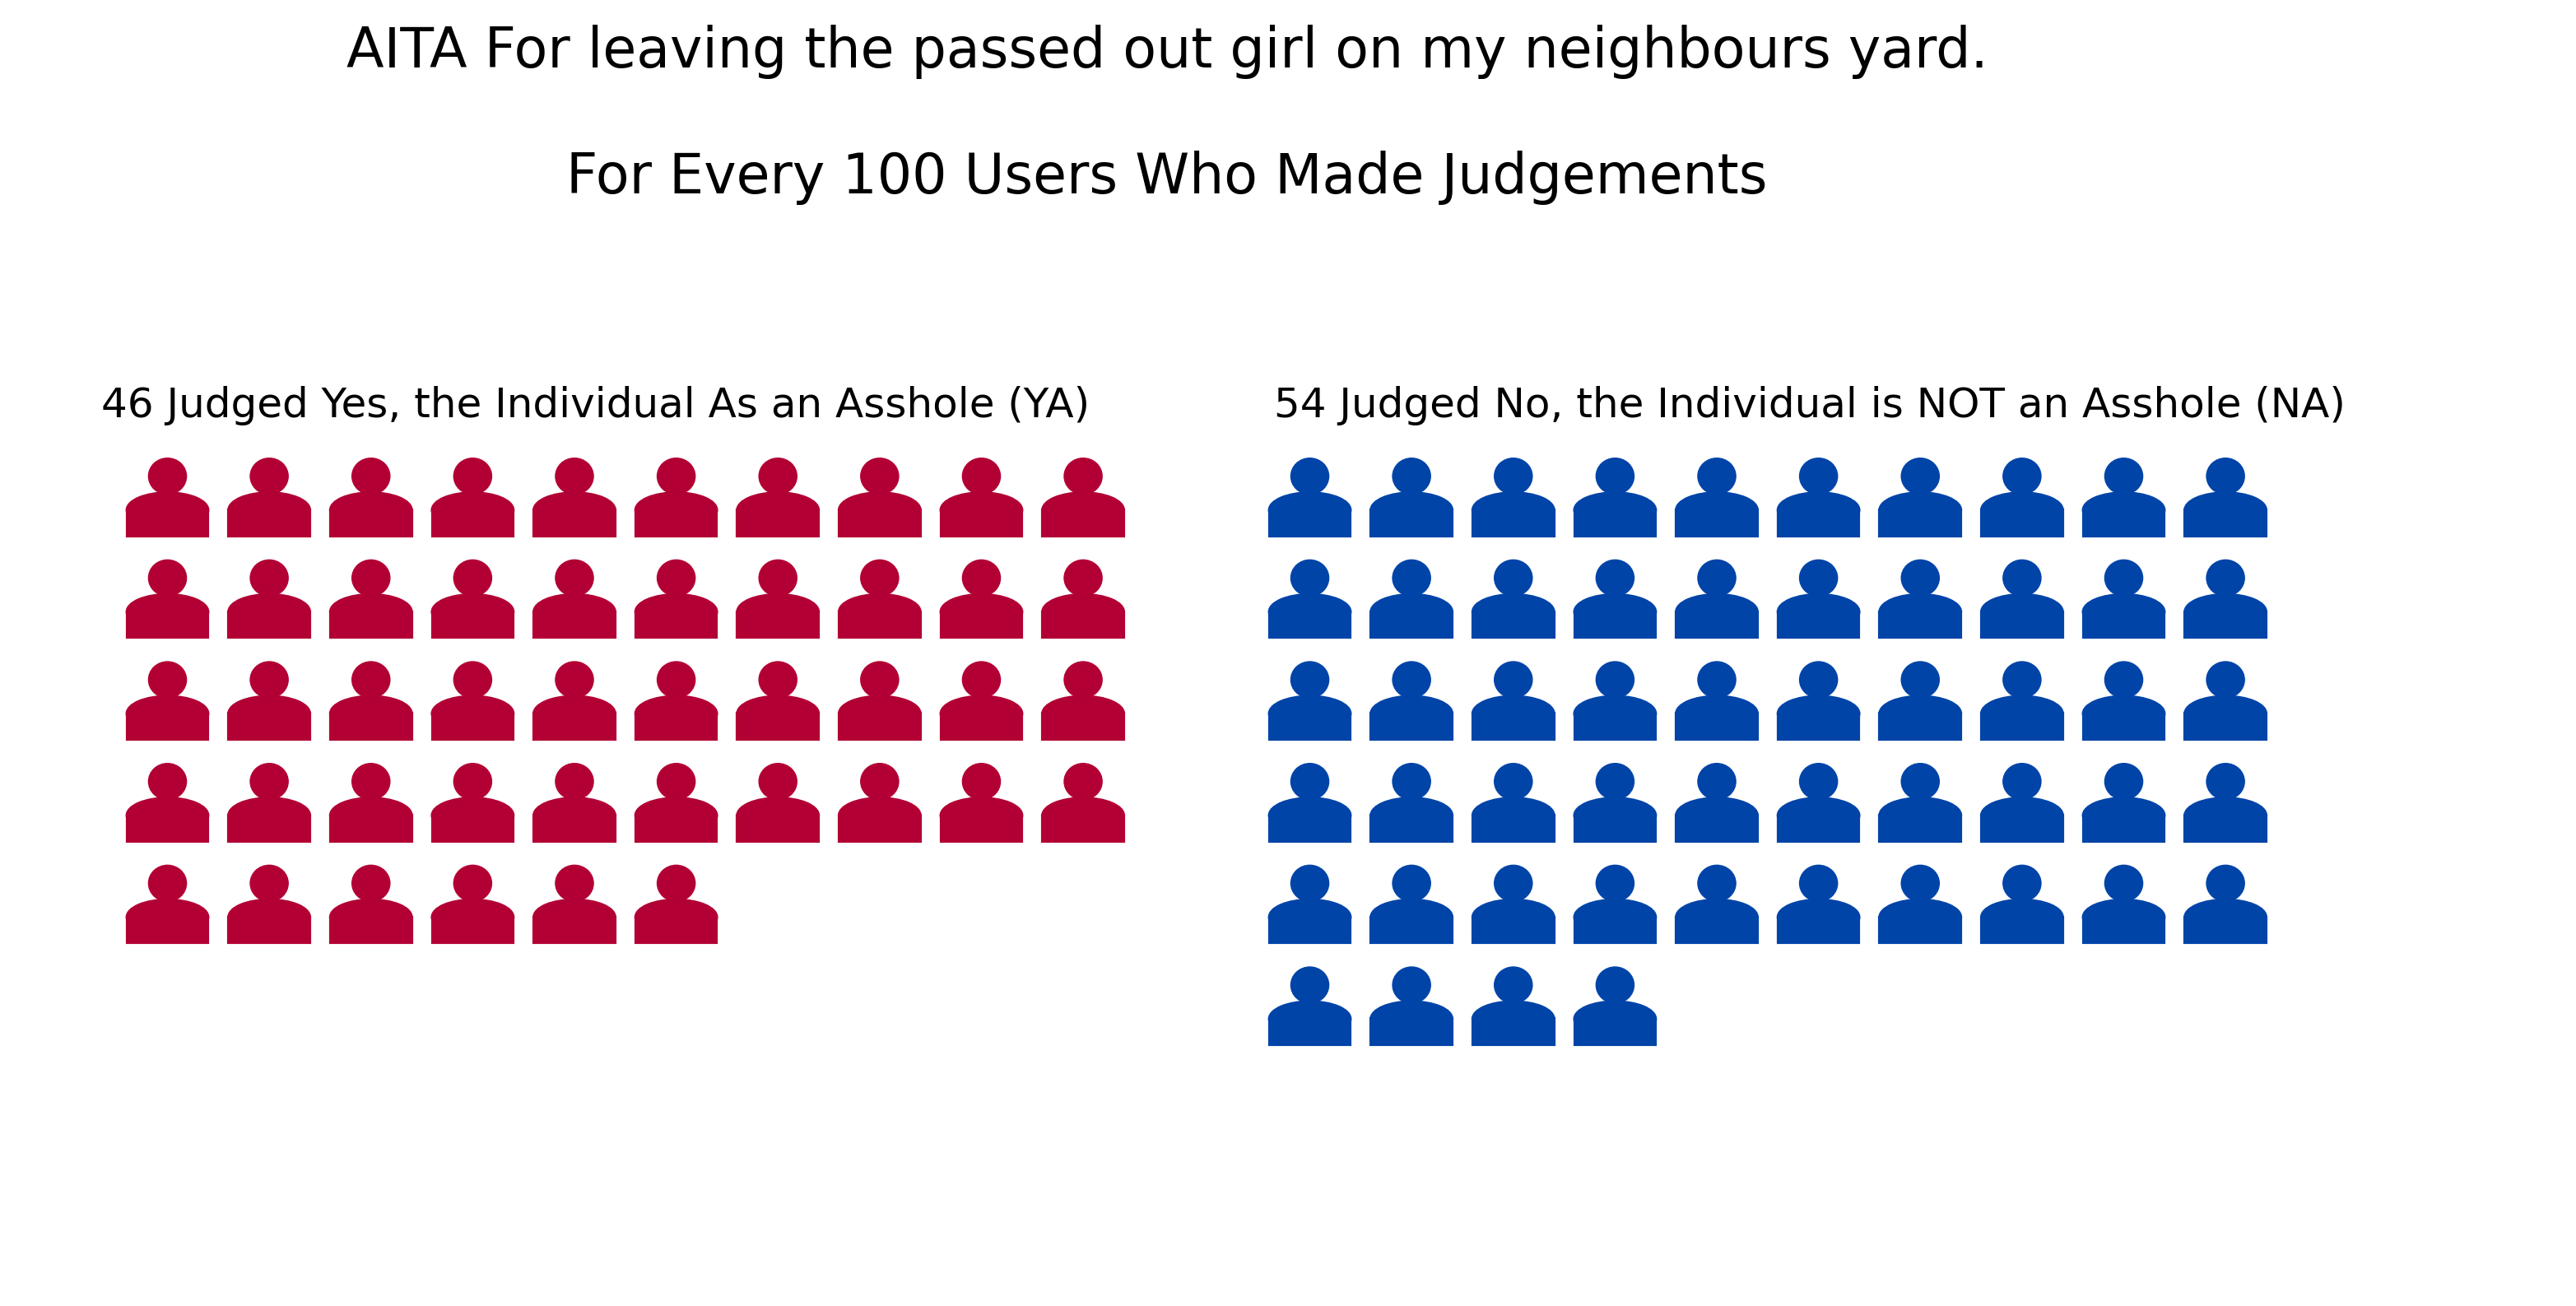 AITA For leaving the passed out girl on my neighbours yard.
For Every 100 Users Who Made Judgements
46 Judged Yes, the Individual As an Asshole (YA)
54 Judged No, the Individual is NOT an Asshole (NA)